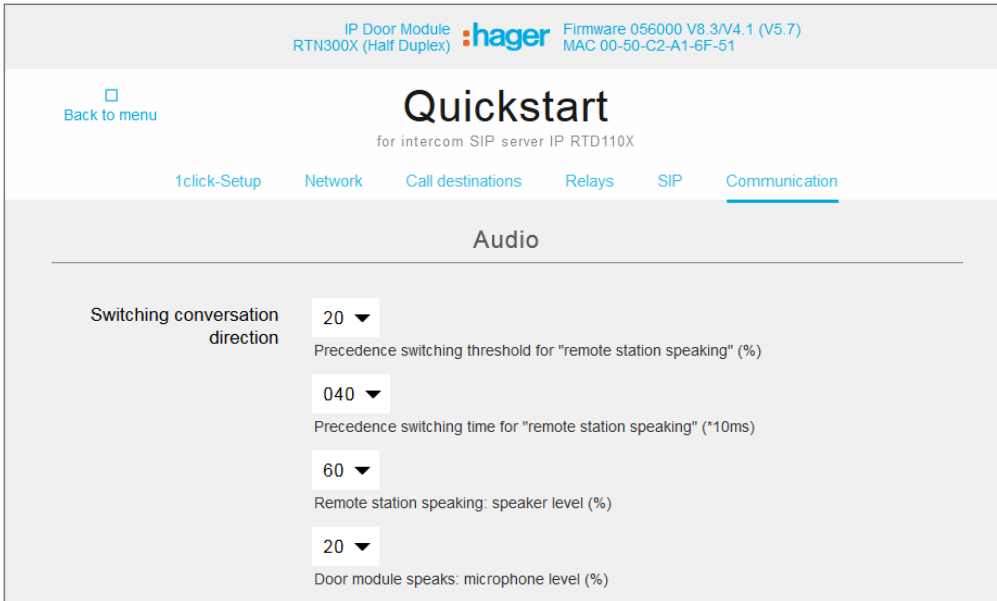 IP Door Module
RTN300X (Half Duplex)
:hager
Firmware 056000 V8.3/V4.1 (V5.7)
MAC 00-50-C2-A1-6F-51
Back to menu
Quickstart
for intercom SIP server IP RTD110X
1click-Setup Network Call destinations Relays SIP Communication
Audio
Switching conversation
direction
20
Precedence switching threshold for "remote station speaking" (%)
040
Precedence switching time for "remote station speaking" (*10ms)
60
Remote station speaking: speaker level (%)
20
Door module speaks: microphone level (%)